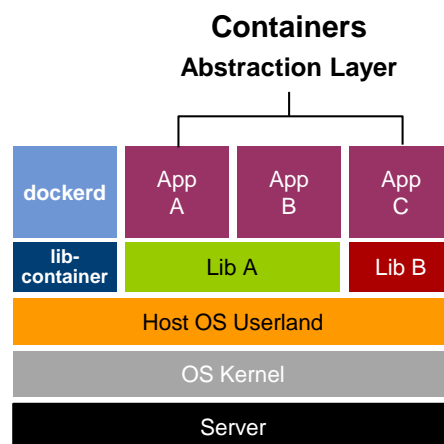 Containers
Abstraction Layer
dockerd
App
A
App
B
App
C
lib-
container
Lib A
Lib B
Host OS Userland
OS Kernel
Server